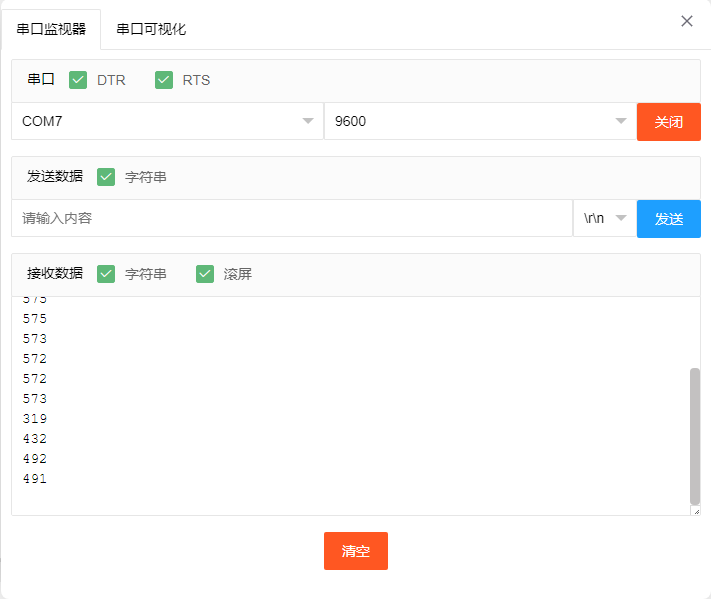 串口监视器 串口可视化
串口 DTR RTS
COM7 9600 关闭
发送数据 字符串
请输入内容 \r\n 发送
接收数据 字符串 滚屏
575
575
573
572
572
573
319
432
492
491
清空